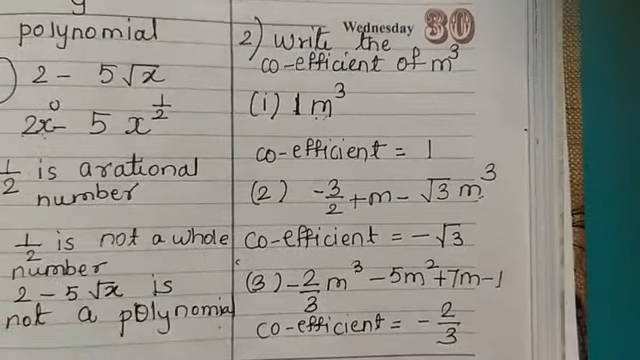 polynomial
) 2 - 5√x
2x⁰ - 5 x^(1/2)
1/2 is a rational
number
1/2 is not a whole
number
2 - 5√x is
not a polynomial
Wednesday 30
2) Write the
co-efficient of m³
(i) 1m³
co-efficient = 1
(2) -3/2 + m - √3 m³
co-efficient = -√3
(3) -2/3 m³ - 5m² + 7m - 1
co-efficient = -2/3